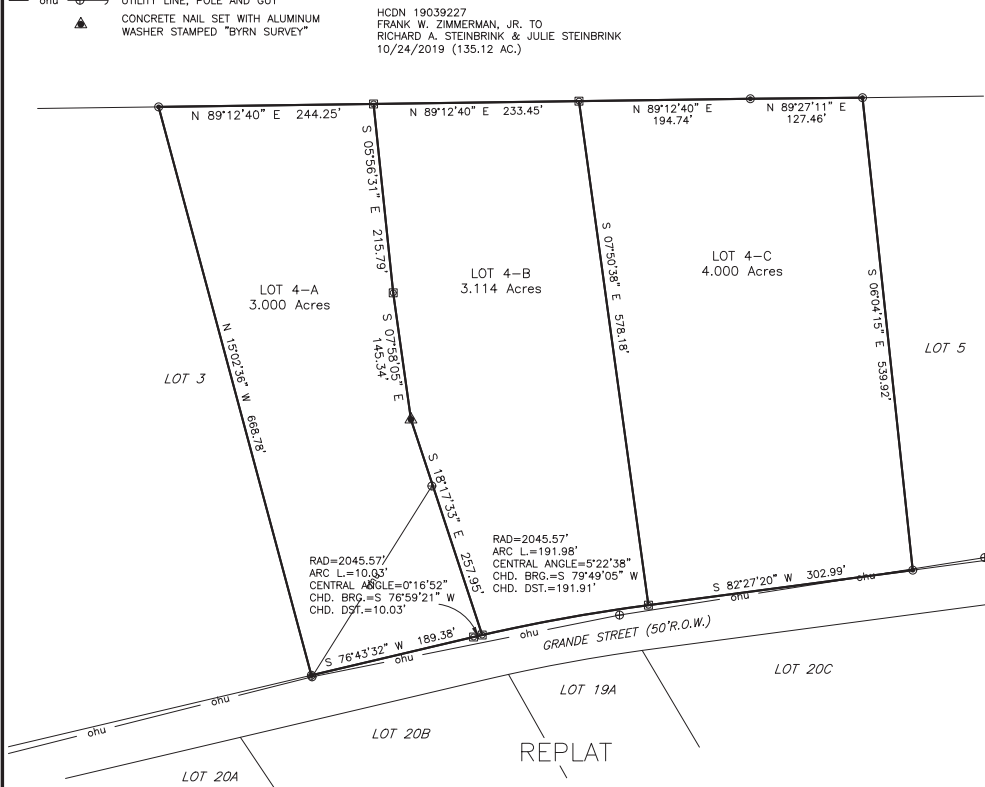 ohu UTILITY LINE, POLE AND GUY
CONCRETE NAIL SET WITH ALUMINUM
WASHER STAMPED "BYRN SURVEY"
HCDN 19039227
FRANK W. ZIMMERMAN, JR. TO
RICHARD A. STEINBRINK & JULIE STEINBRINK
10/24/2019 (135.12 AC.)
N 89°12'40" E 244.25'
N 89°12'40" E 233.45'
N 89°12'40" E
194.74'
N 89°27'11" E
127.46'
S 05°56'31" E 215.79'
S 07°58'05" E
145.34'
S 18°17'33" E 257.95'
S 07°50'38" E 578.18'
S 06°04'15" E 539.92'
N 15°02'36" W 668.78'
LOT 4-A
3.000 Acres
LOT 4-B
3.114 Acres
LOT 4-C
4.000 Acres
LOT 3
LOT 5
RAD=2045.57'
ARC L.=10.03'
CENTRAL ANGLE=0°16'52"
CHD. BRG.=S 76°59'21" W
CHD. DST.=10.03'
ohu
RAD=2045.57'
ARC L.=191.98'
CENTRAL ANGLE=5°22'38"
CHD. BRG.=S 79°49'05" W
CHD. DST.=191.91'
S 76°43'32" W 189.38'
S 82°27'20" W 302.99'
ohu
ohu
ohu
ohu
ohu
ohu
GRANDE STREET (50'R.O.W.)
LOT 20C
LOT 19A
LOT 20B
LOT 20A
REPLAT